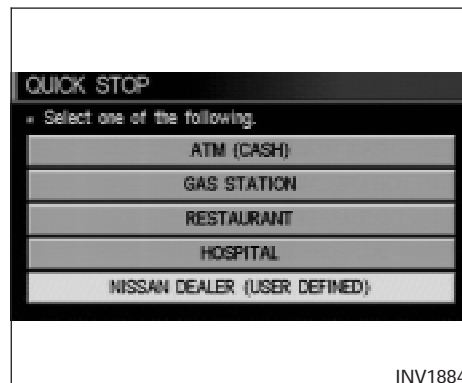 QUICK STOP
Select one of the following.
ATM (CASH)
GAS STATION
RESTAURANT
HOSPITAL
NISSAN DEALER (USER DEFINED)
INV1884